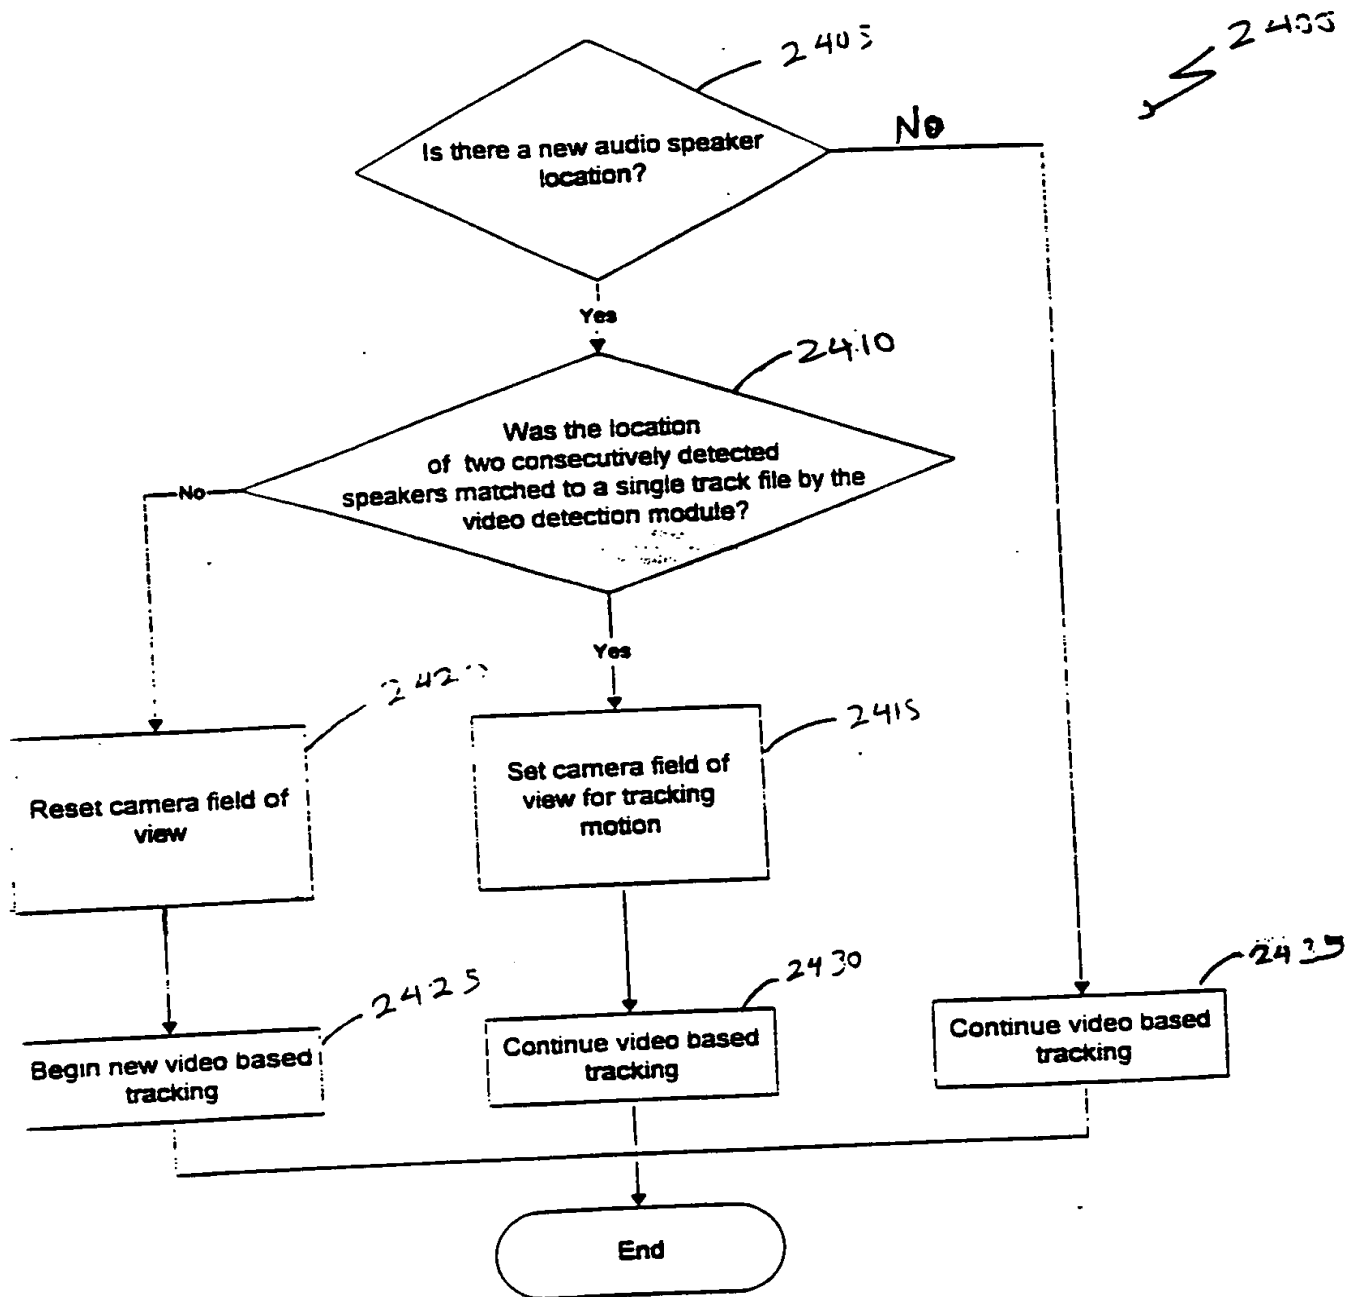 2405
No
Is there a new audio speaker
location?
Yes
2410
Was the location
of two consecutively detected
speakers matched to a single track file by the
video detection module?
No
Yes
2415
Reset camera field of
view
Set camera field of
view for tracking
motion
2425
2430
2435
Begin new video based
tracking
Continue video based
tracking
Continue video based
tracking
End